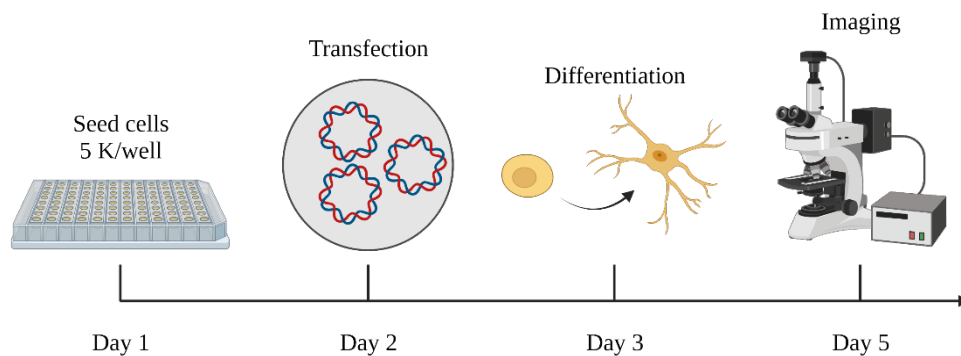 Seed cells
5 K/well
Transfection
Differentiation
Imaging
Day 1
Day 2
Day 3
Day 5